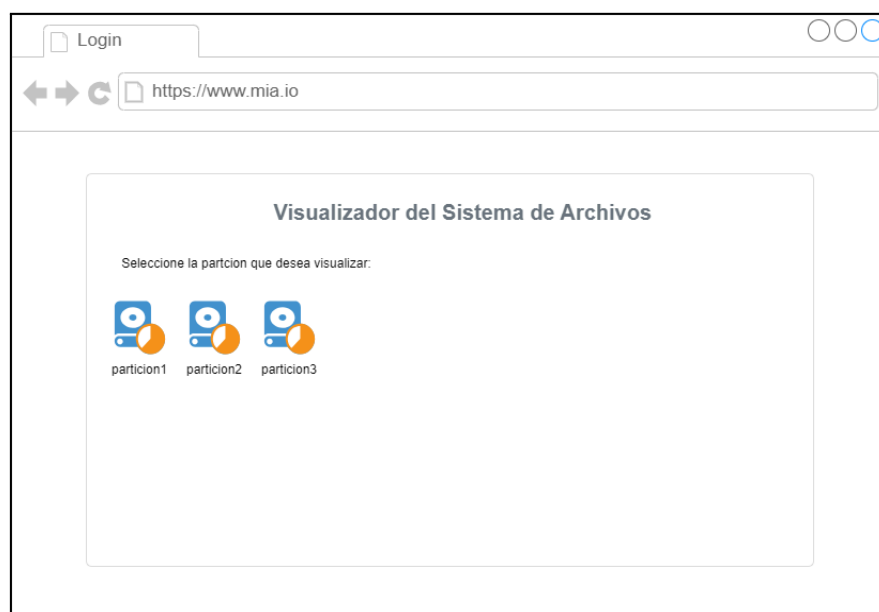 Login
https://www.mia.io
Visualizador del Sistema de Archivos
Seleccione la partcion que desea visualizar:
particion1 particion2 particion3